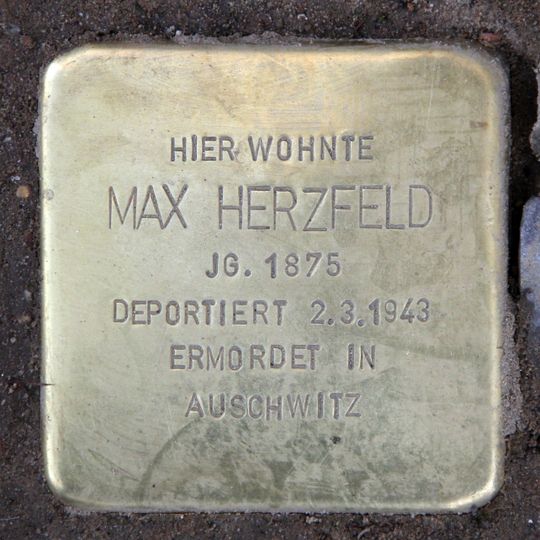 HIER WOHNTE
MAX HERZFELD
JG. 1875
DEPORTIERT 2.3.1943
ERMORDET IN
AUSCHWITZ